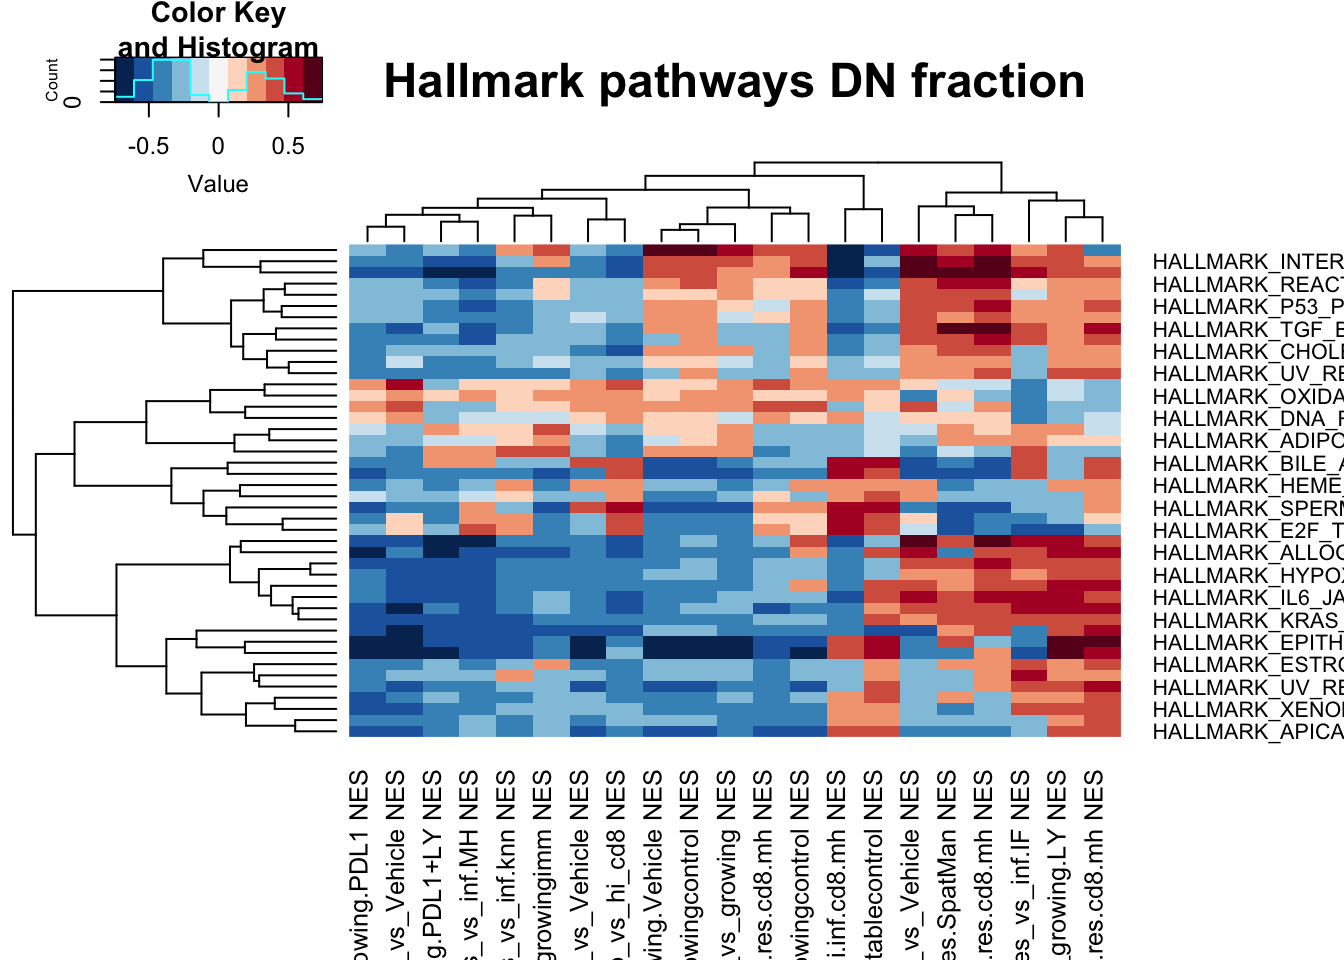 Color Key
and Histogram
Count
0
-0.5 0 0.5
Value
Hallmark pathways DN fraction
HALLMARK_INTER
HALLMARK_REACT
HALLMARK_P53_P
HALLMARK_TGF_B
HALLMARK_CHOLE
HALLMARK_UV_RE
HALLMARK_OXIDA
HALLMARK_DNA_R
HALLMARK_ADIPO
HALLMARK_BILE_A
HALLMARK_HEME_
HALLMARK_SPERM
HALLMARK_E2F_T
HALLMARK_ALLOG
HALLMARK_HYPOX
HALLMARK_IL6_JA
HALLMARK_KRAS_
HALLMARK_EPITH
HALLMARK_ESTRO
HALLMARK_UV_RE
HALLMARK_XENOB
HALLMARK_APICA
owing.PDL1 NES
_vs_Vehicle NES
g.PDL1+LY NES
s_vs_inf.MH NES
s_vs_inf.knn NES
growingimm NES
_vs_Vehicle NES
o_vs_hi_cd8 NES
wing.Vehicle NES
owingcontrol NES
_vs_growing NES
.res.cd8.mh NES
owingcontrol NES
i.inf.cd8.mh NES
tablecontrol NES
_vs_Vehicle NES
es.SpatMan NES
.res.cd8.mh NES
es_vs_inf.IF NES
_growing.LY NES
.res.cd8.mh NES